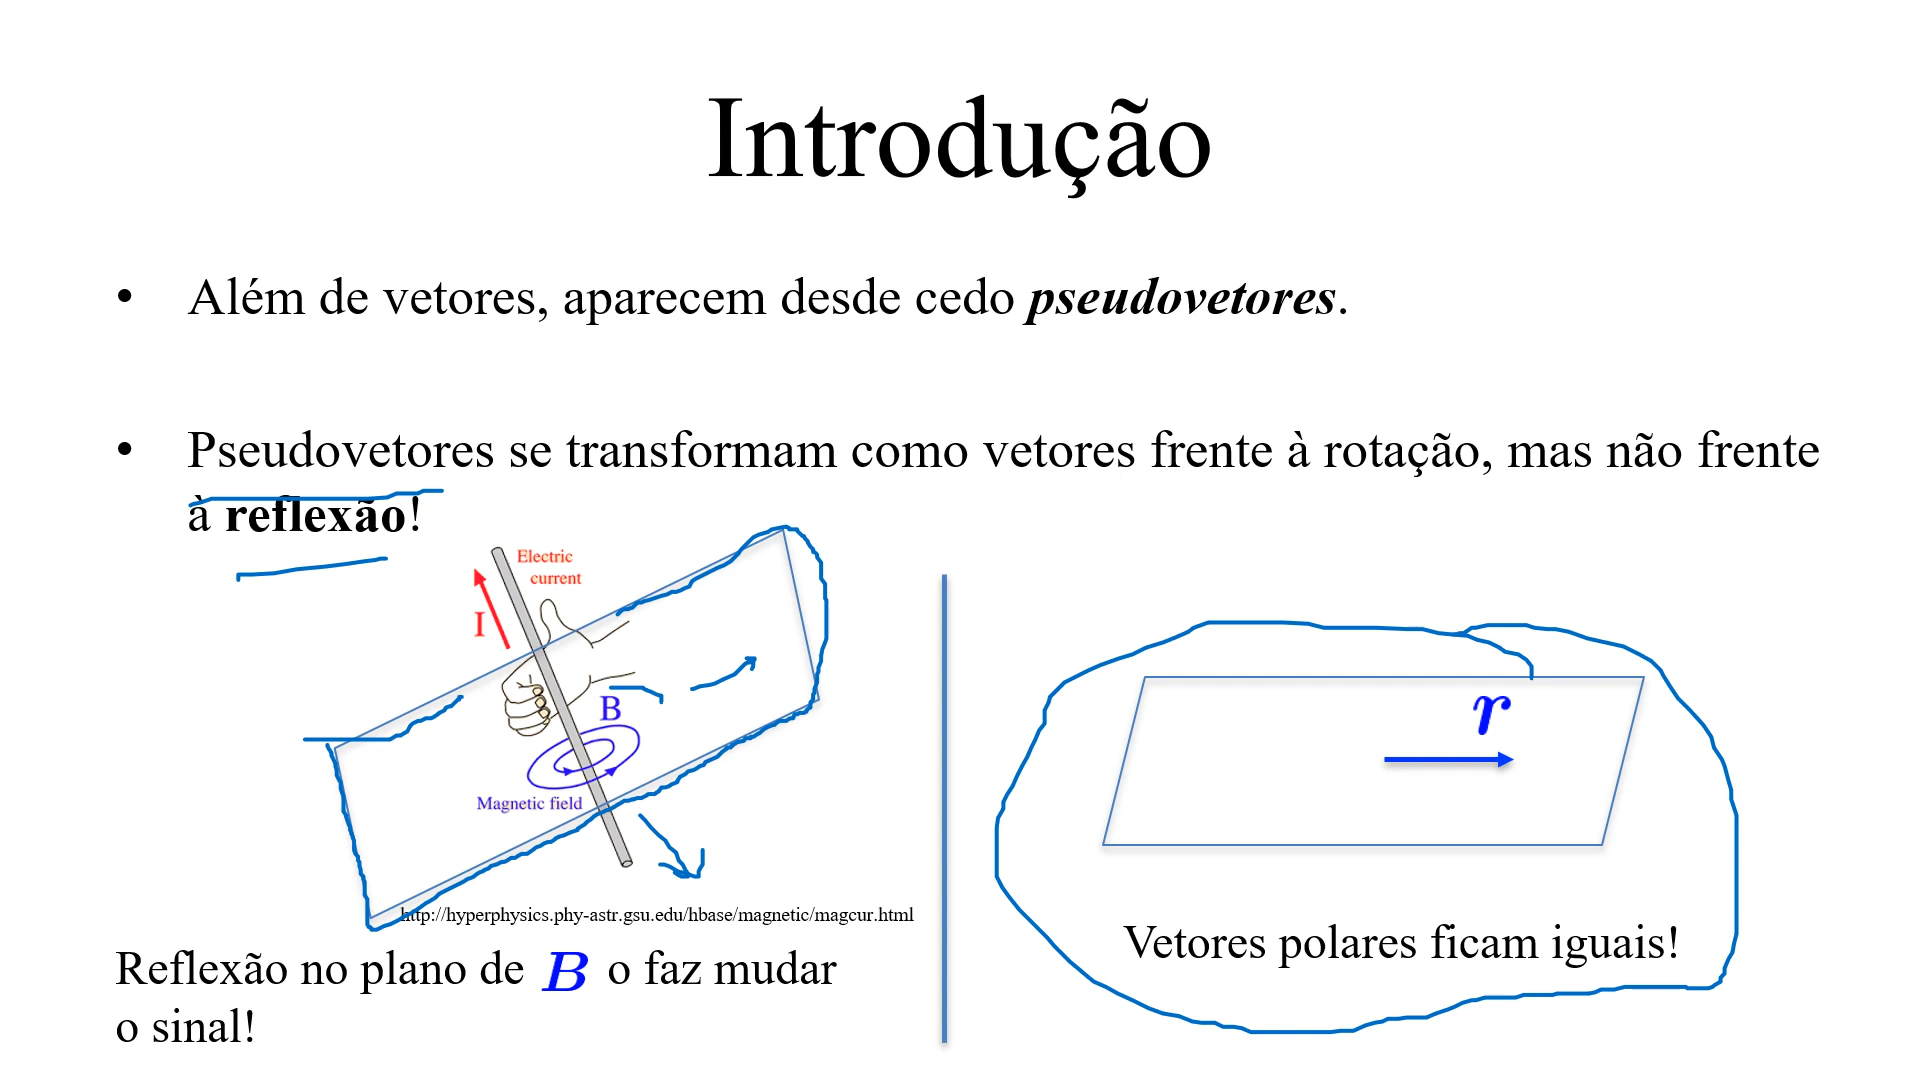 Introdução
• Além de vetores, aparecem desde cedo pseudovetores.
• Pseudovetores se transformam como vetores frente à rotação, mas não frente
à reflexão!
Electric
current
I
B
Magnetic field
http://hyperphysics.phy-astr.gsu.edu/hbase/magnetic/magcur.html
Reflexão no plano de B o faz mudar
o sinal!
r
Vetores polares ficam iguais!